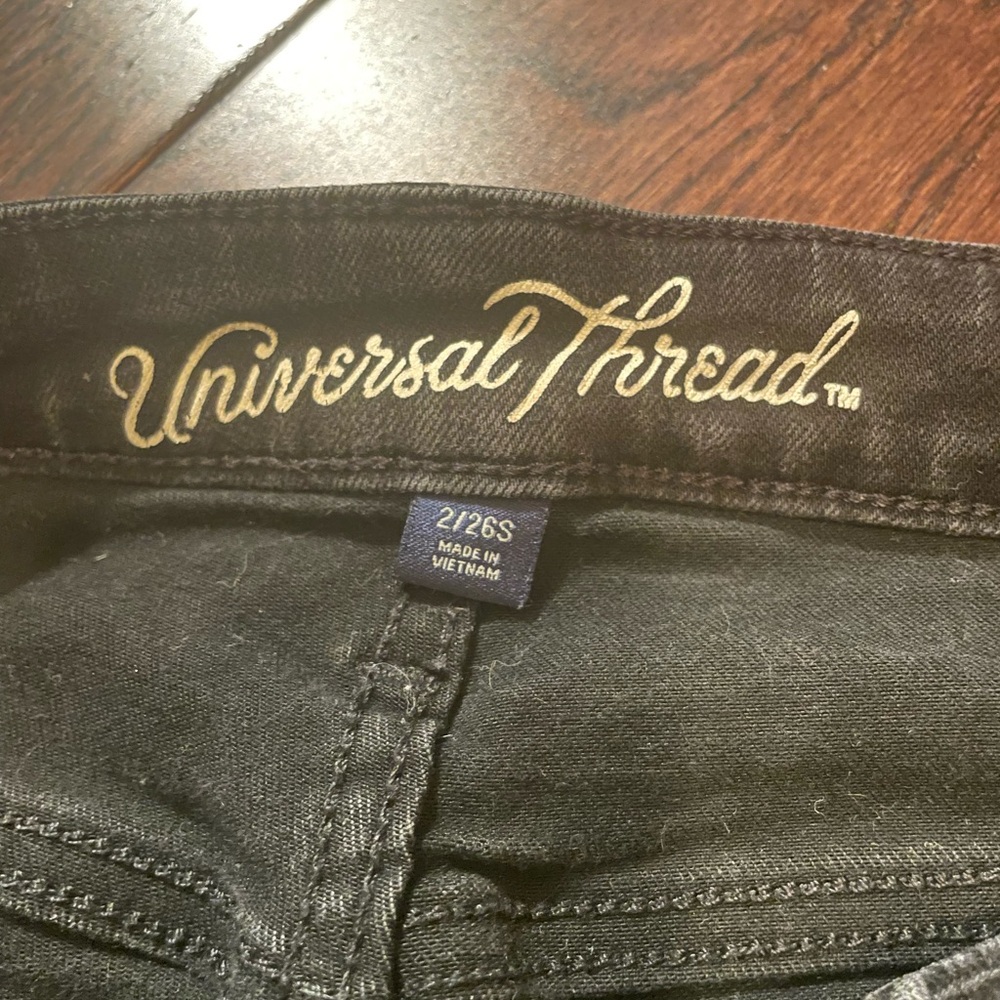 Universal Thread™
2/26S
MADE IN
VIETNAM